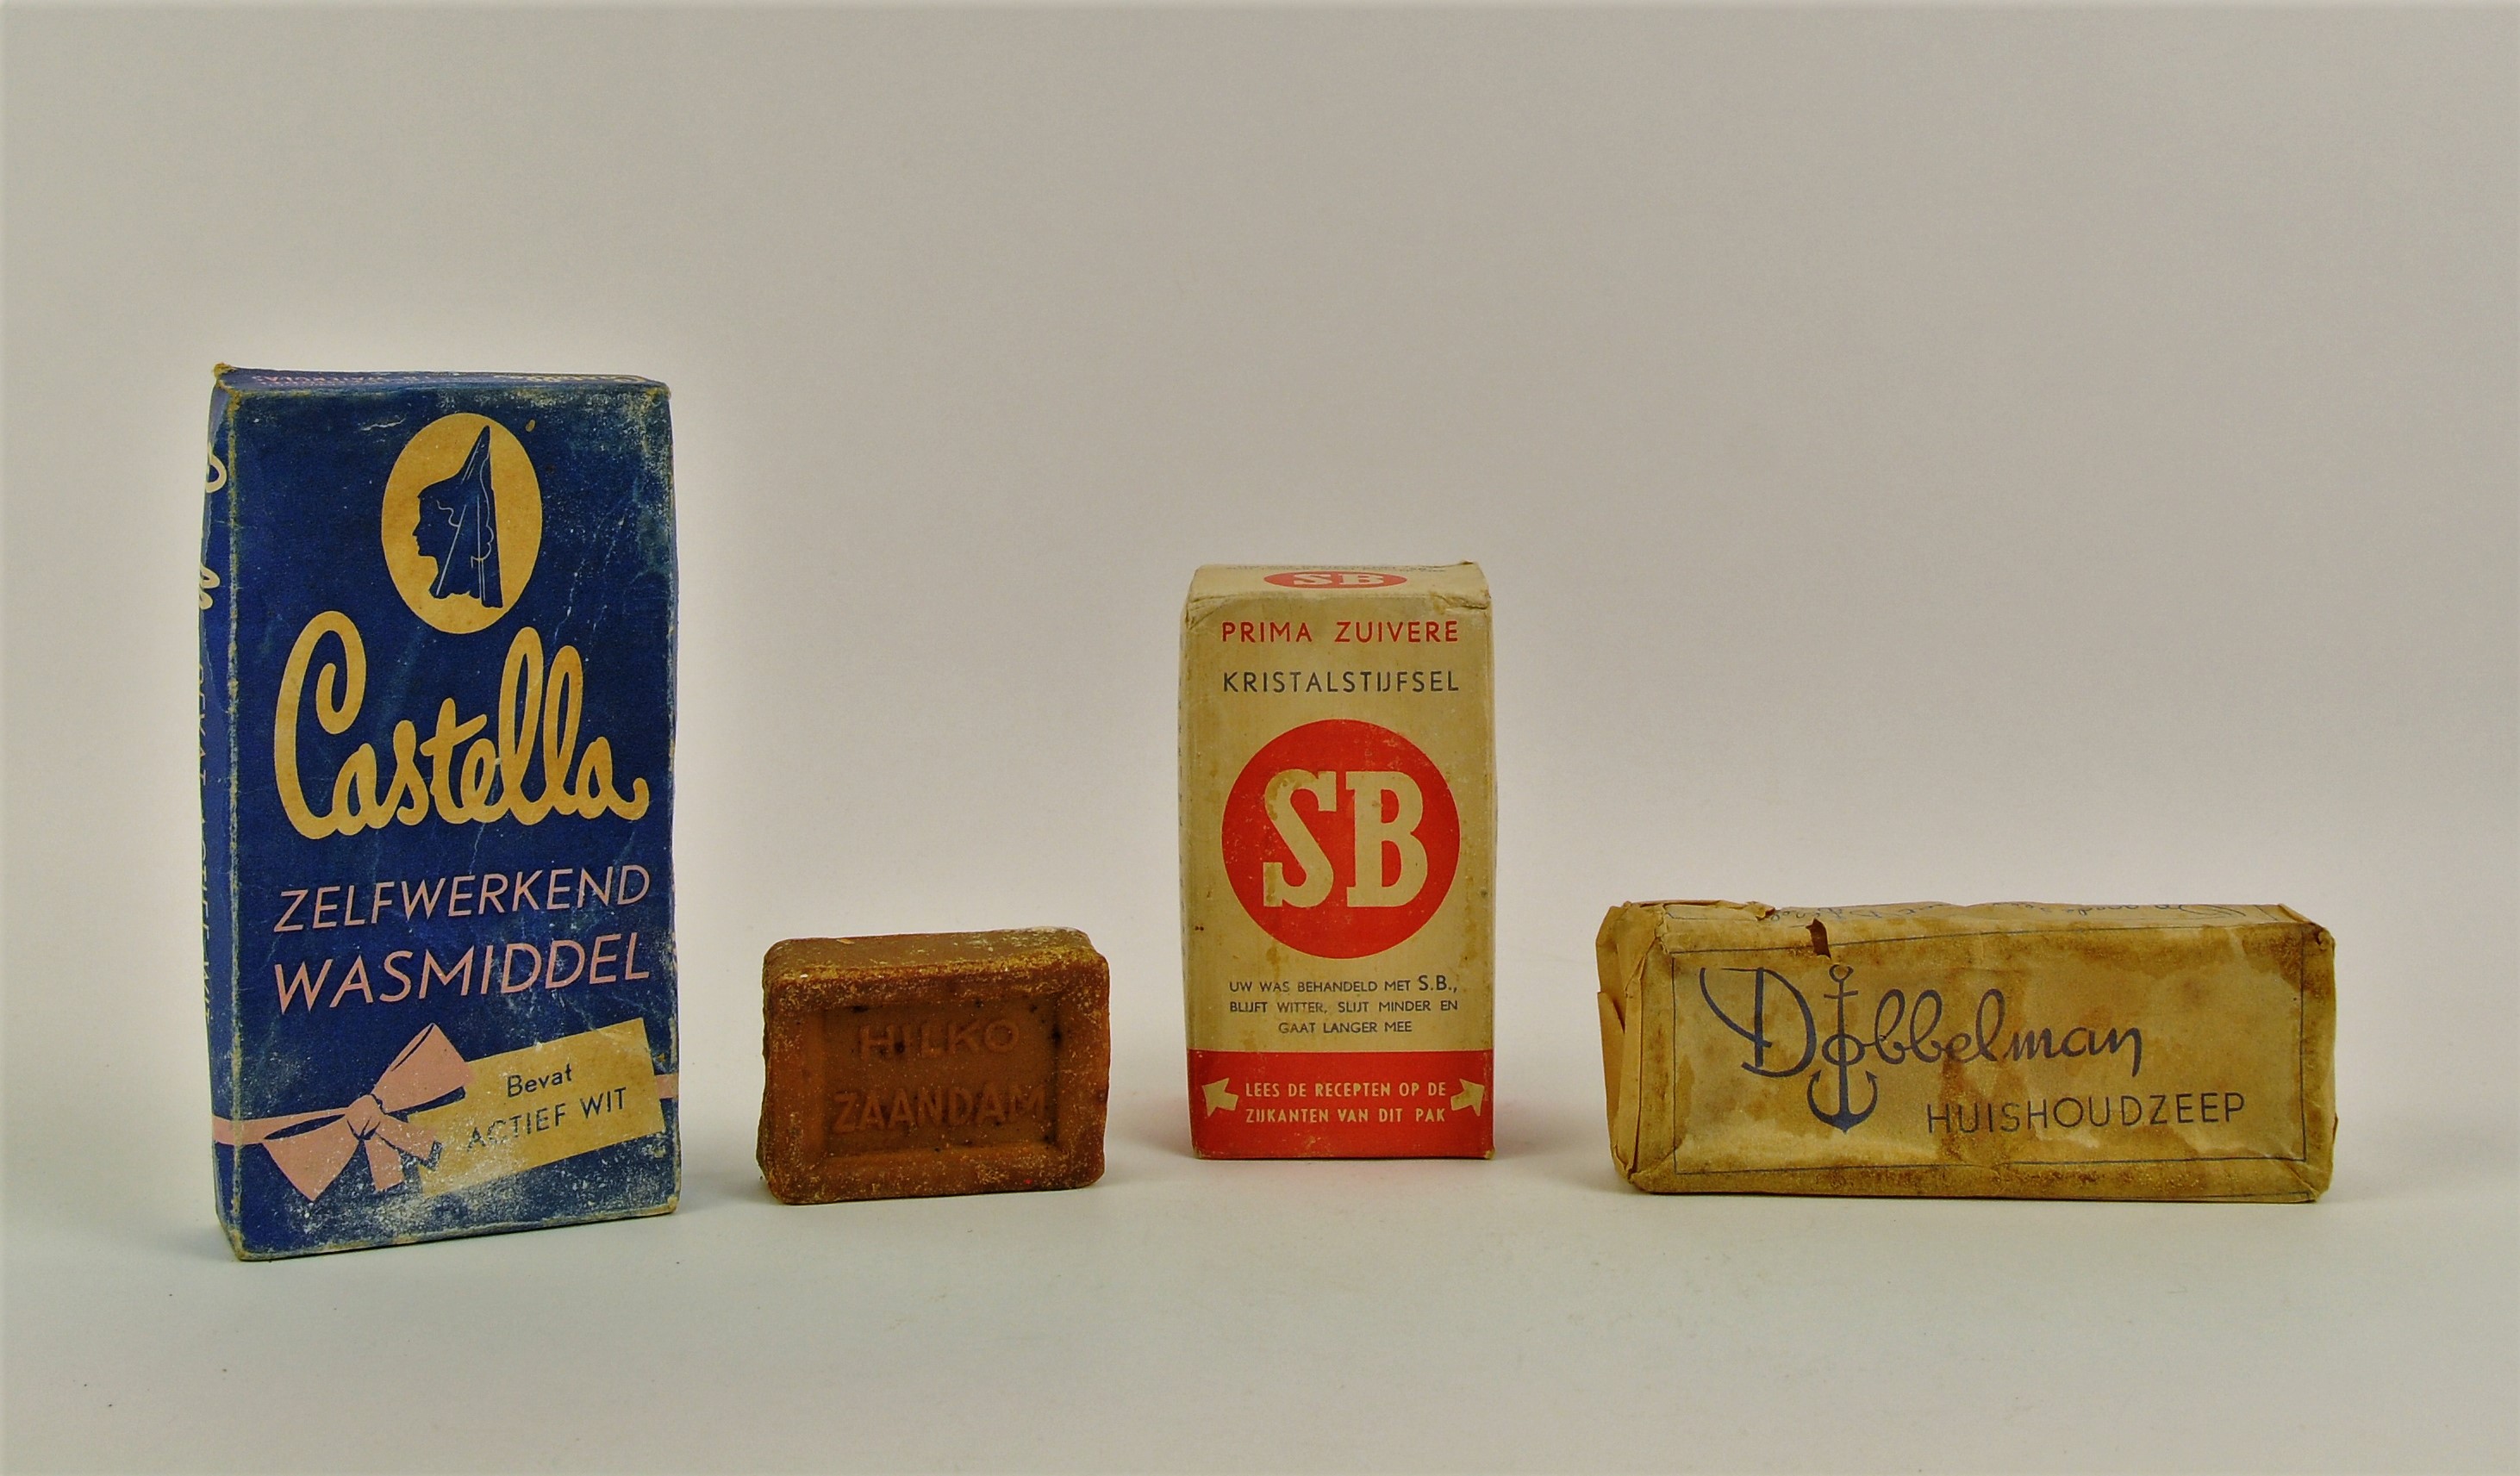 Castella
ZELFWERKEND
WASMIDDEL
Bevat
ACTIEF WIT
HILKO
ZAANDAM
SB
PRIMA ZUIVERE
KRISTALSTIJFSEL
SB
UW WAS BEHANDELD MET S.B.,
BLIJFT WITTER, SLIJT MINDER EN
GAAT LANGER MEE
LEES DE RECEPTEN OP DE
ZIJKANTEN VAN DIT PAK
Dobbelman
HUISHOUDZEEP